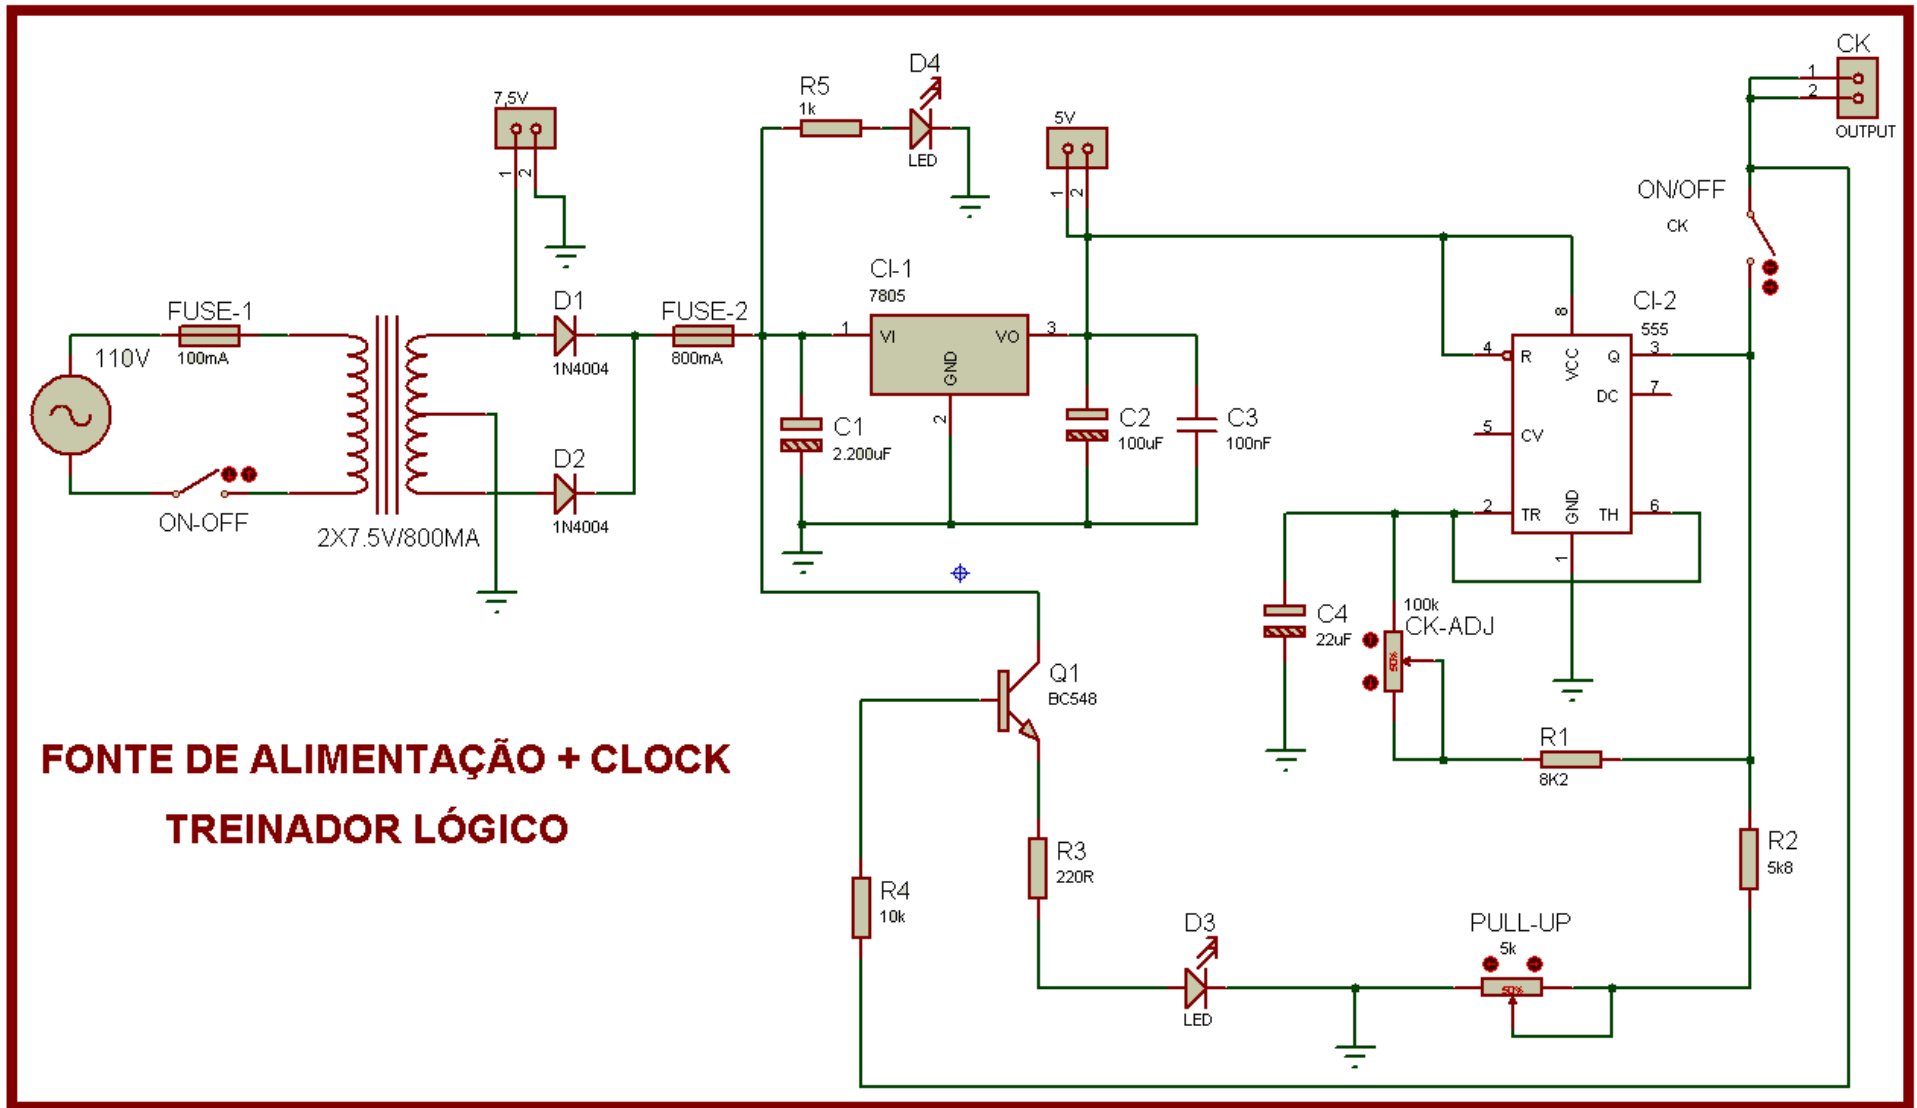 CK
1
2
OUTPUT
D4
R5
1k
LED
7,5V
1
2
5V
1
2
ON/OFF
CK
CI-1
7805
1
VI
VO
3
GND
2
FUSE-1
100mA
110V
D1
1N4004
FUSE-2
800mA
D2
1N4004
ON-OFF
2X7.5V/800MA
C1
2.200uF
C2
100uF
C3
100nF
CI-2
555
8
4
R
VCC
Q
3
DC
7
5
CV
2
TR
GND
TH
6
1
C4
22uF
100k
CK-ADJ
50%
Q1
BC548
R1
8K2
FONTE DE ALIMENTAÇÃO + CLOCK
TREINADOR LÓGICO
R3
220R
R2
5k8
R4
10k
D3
LED
PULL-UP
5k
50%